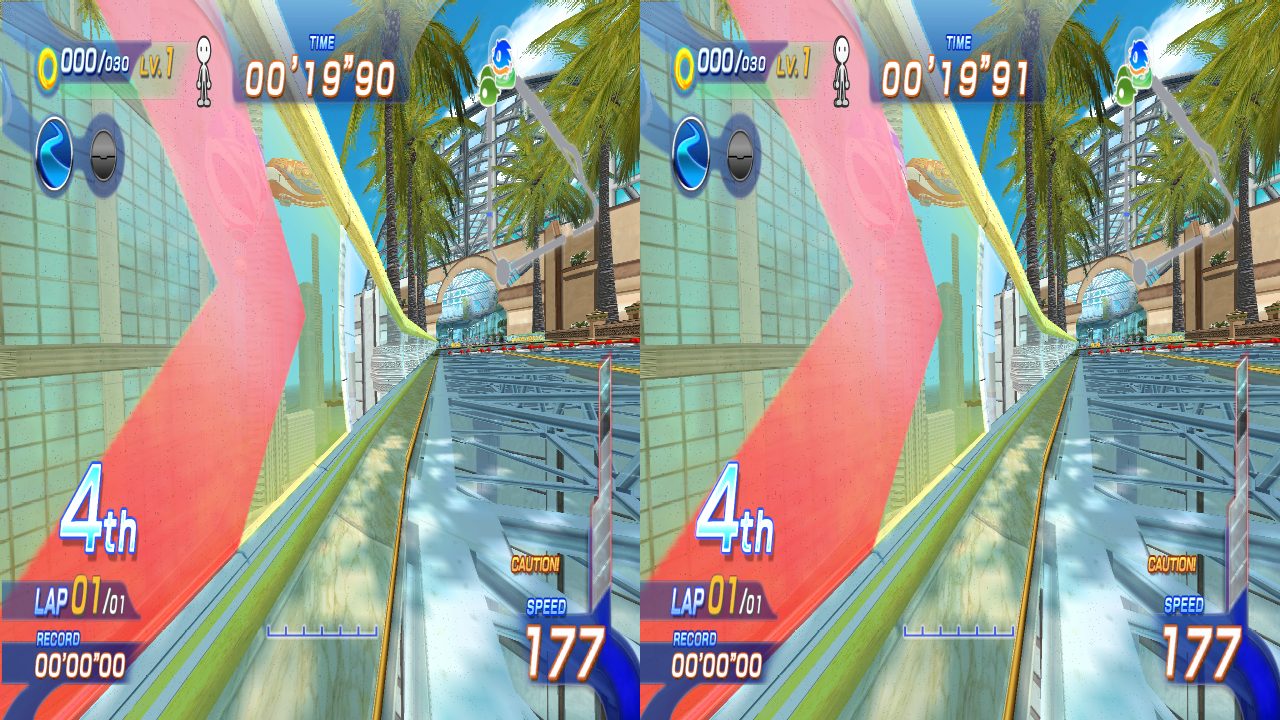 000/030 LV.1
TIME
00'19"90
4th
LAP 01/01
RECORD
00'00"00
CAUTION!
SPEED
177
000/030 LV.1
TIME
00'19"91
4th
LAP 01/01
RECORD
00'00"00
CAUTION!
SPEED
177